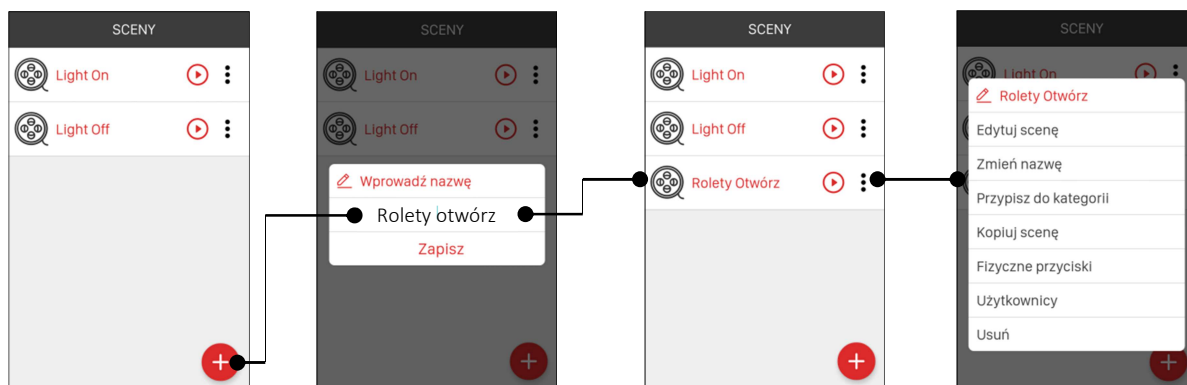 SCENY
Light On
Light Off
+
SCENY
Light On
Light Off
Wprowadź nazwę
Rolety otwórz
Zapisz
+
SCENY
Light On
Light Off
Rolety Otwórz
+
SCENY
Light On
Rolety Otwórz
Edytuj scenę
Zmień nazwę
Przypisz do kategorii
Kopiuj scenę
Fizyczne przyciski
Użytkownicy
Usuń
+